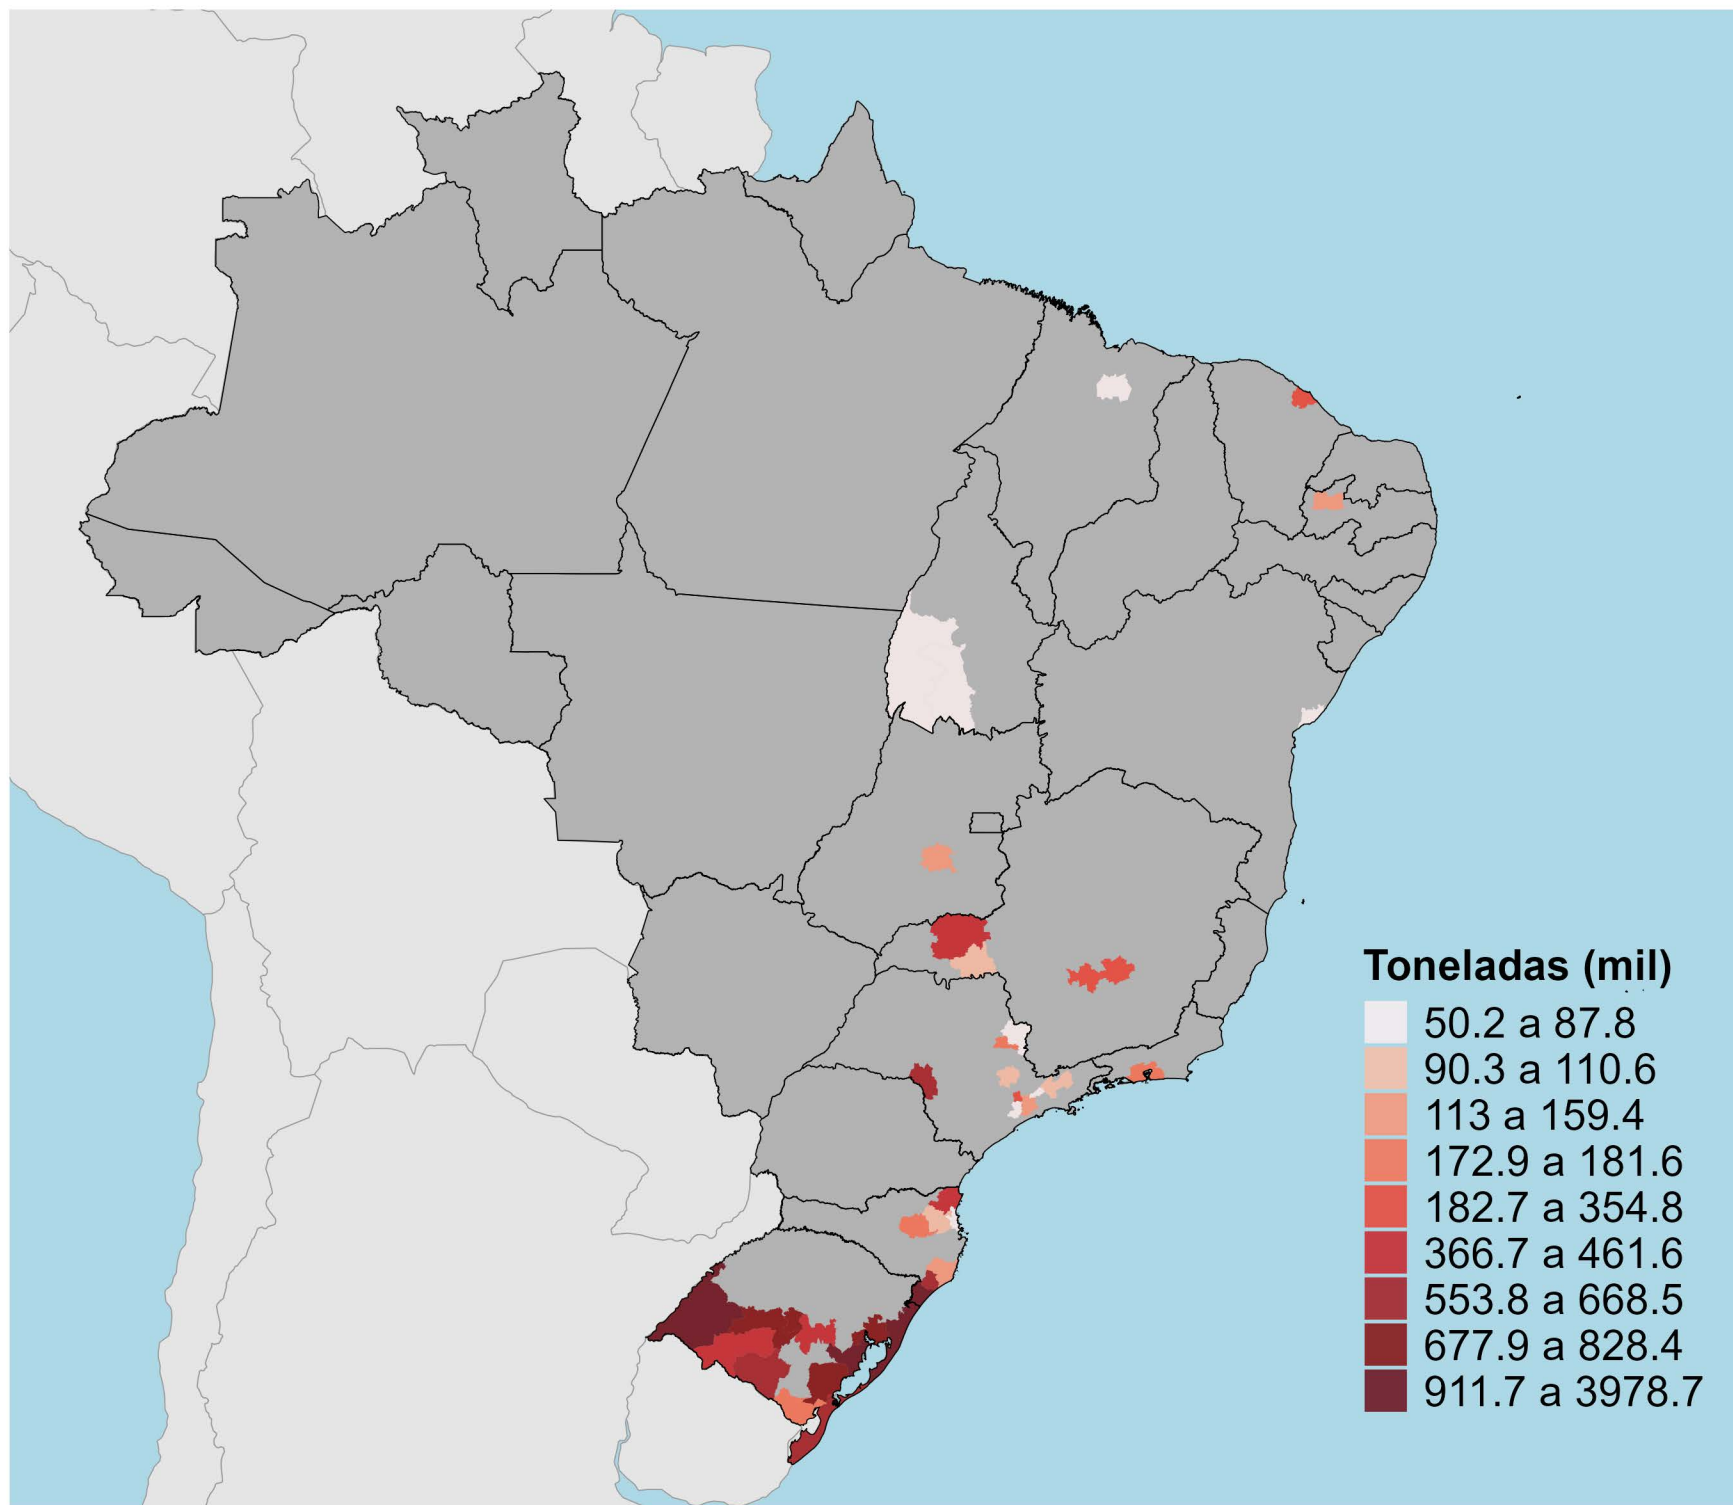 Toneladas (mil)
50.2 a 87.8
90.3 a 110.6
113 a 159.4
172.9 a 181.6
182.7 a 354.8
366.7 a 461.6
553.8 a 668.5
677.9 a 828.4
911.7 a 3978.7